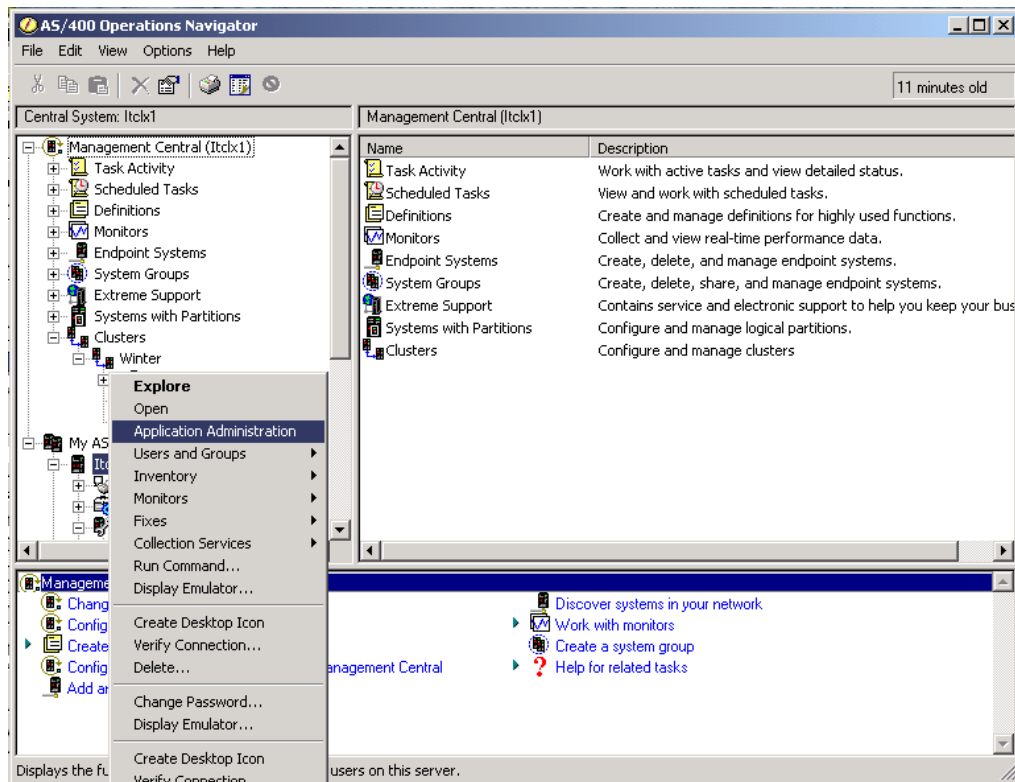 AS/400 Operations Navigator
File Edit View Options Help
11 minutes old
Central System: Itclx1
Management Central (Itclx1)
Management Central (Itclx1)
Task Activity
Scheduled Tasks
Definitions
Monitors
Endpoint Systems
System Groups
Extreme Support
Systems with Partitions
Clusters
Winter
My AS
Itc
Name Description
Task Activity Work with active tasks and view detailed status.
Scheduled Tasks View and work with scheduled tasks.
Definitions Create and manage definitions for highly used functions.
Monitors Collect and view real-time performance data.
Endpoint Systems Create, delete, and manage endpoint systems.
System Groups Create, delete, share, and manage endpoint systems.
Extreme Support Contains service and electronic support to help you keep your bus
Systems with Partitions Configure and manage logical partitions.
Clusters Configure and manage clusters
Explore
Open
Application Administration
Users and Groups
Inventory
Monitors
Fixes
Collection Services
Run Command...
Display Emulator...
Create Desktop Icon
Verify Connection...
Delete...
Change Password...
Display Emulator...
Create Desktop Icon
Verify Connection
Manageme
Chang
Config
Create
Config anagement Central
Add ar
Discover systems in your network
Work with monitors
Create a system group
Help for related tasks
Displays the fu users on this server.